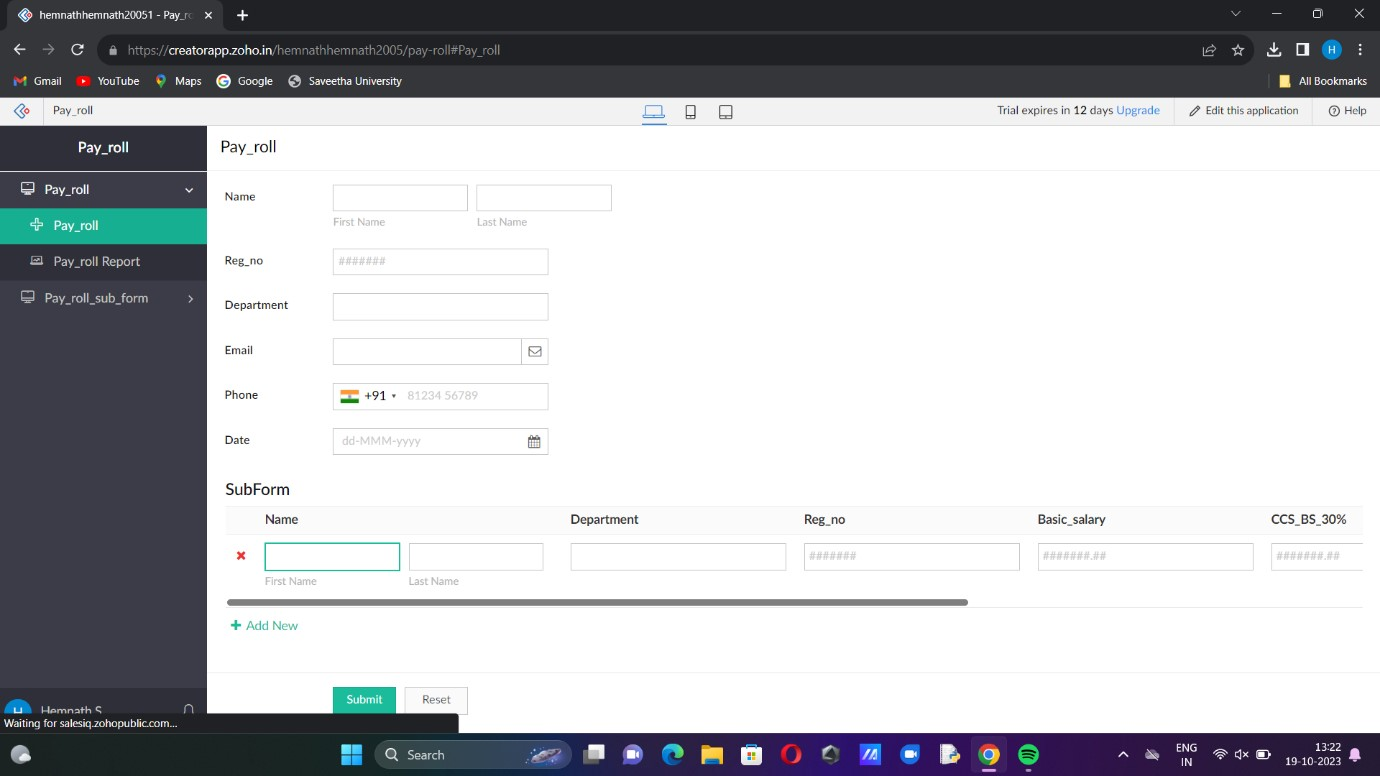 hemnathhemnath20051 - Pay_ro
https://creatorapp.zoho.in/hemnathhemnath2005/pay-roll#Pay_roll
H
Gmail YouTube Maps Google Saveetha University All Bookmarks
Pay_roll Trial expires in 12 days Upgrade Edit this application Help
Pay_roll
Pay_roll
Pay_roll
Pay_roll Report
Pay_roll_sub_form
Pay_roll
Name
First Name Last Name
Reg_no #######
Department
Email
Phone +91 81234 56789
Date dd-MMM-yyyy
SubForm
Name Department Reg_no Basic_salary CCS_BS_30%
####### #######.## #######.##
First Name Last Name
+ Add New
Submit Reset
H Hemnath S
Waiting for salesiq.zohopublic.com...
Search
ENG
IN
13:22
19-10-2023